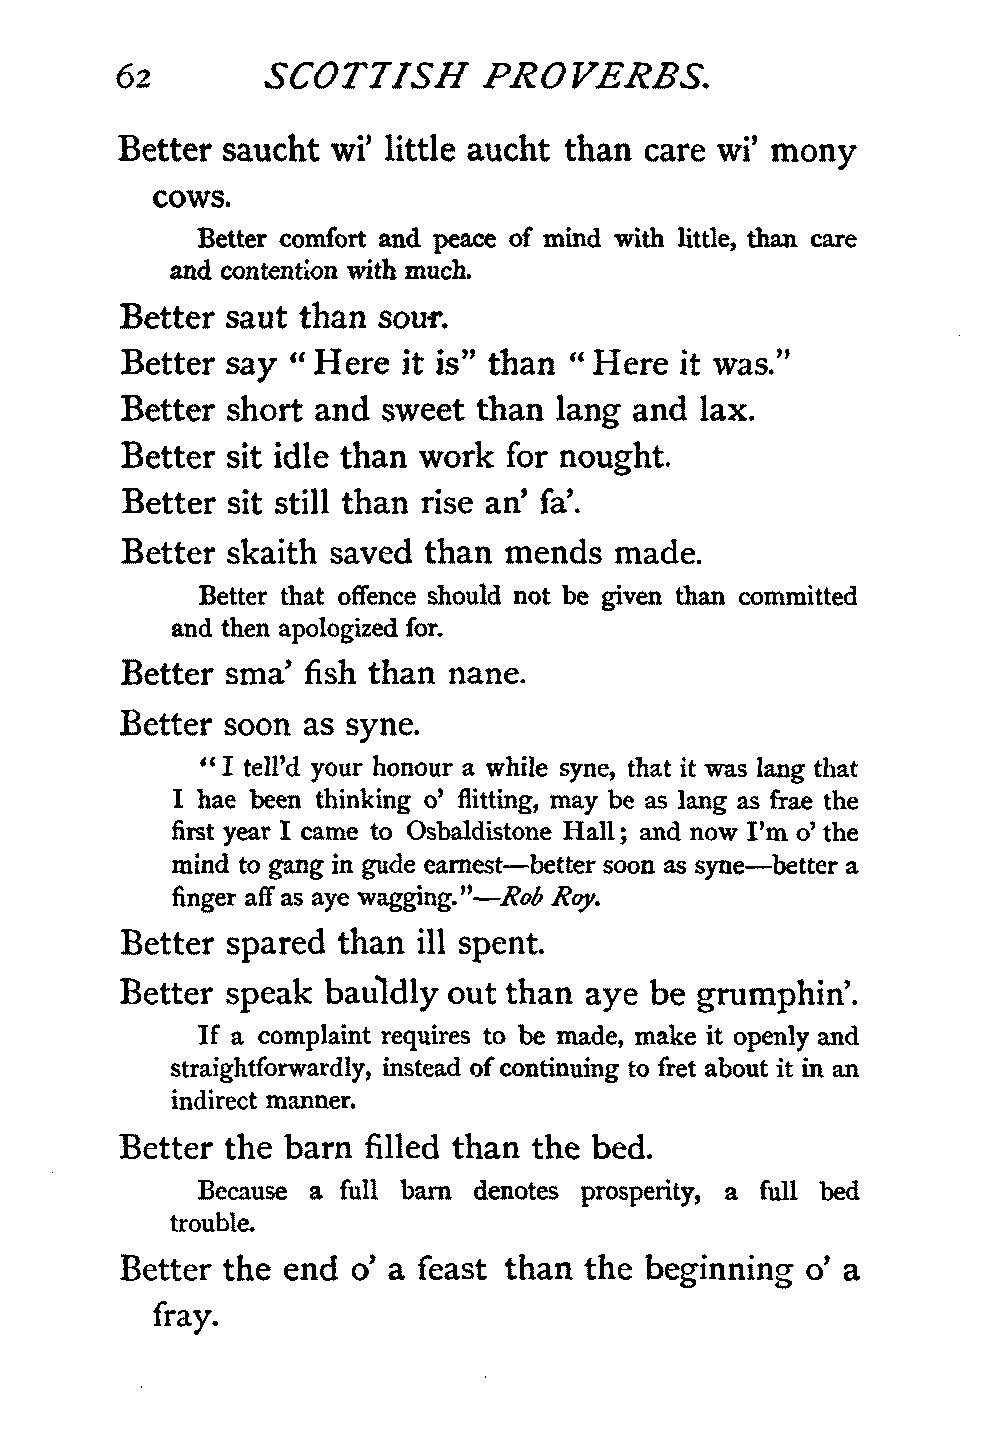 62 SCOTTISH PROVERBS.
Better saucht wi' little aucht than care wi' mony
cows.
Better comfort and peace of mind with little, than care
and contention with much.
Better saut than sour.
Better say “ Here it is” than “ Here it was.”
Better short and sweet than lang and lax.
Better sit idle than work for nought.
Better sit still than rise an' fa'.
Better skaith saved than mends made.
Better that offence should not be given than committed
and then apologized for.
Better sma' fish than nane.
Better soon as syne.
“ I tell'd your honour a while syne, that it was lang that
I hae been thinking o' flitting, may be as lang as frae the
first year I came to Osbaldistone Hall; and now I'm o' the
mind to gang in gude earnest—better soon as syne—better a
finger aff as aye wagging.”—Rob Roy.
Better spared than ill spent.
Better speak bauldly out than aye be grumphin'.
If a complaint requires to be made, make it openly and
straightforwardly, instead of continuing to fret about it in an
indirect manner.
Better the barn filled than the bed.
Because a full barn denotes prosperity, a full bed
trouble.
Better the end o' a feast than the beginning o' a
fray.